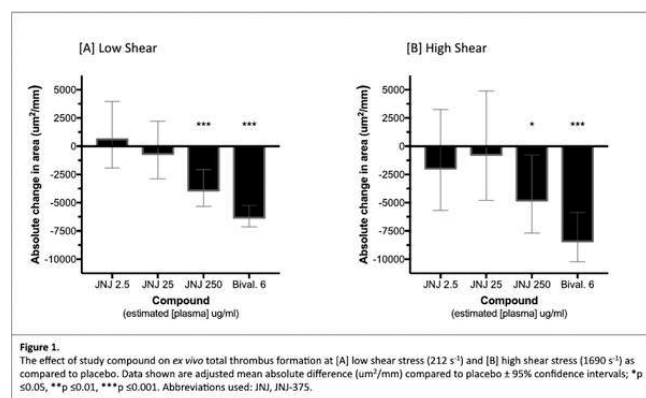 [A] Low Shear
Absolute change in area (um²/mm)
5000
2500
0
-2500
-5000
-7500
-10000
***
***
JNJ 2.5
JNJ 25
JNJ 250
Bival. 6
Compound
(estimated [plasma] ug/ml)
[B] High Shear
Absolute change in area (um²/mm)
5000
2500
0
-2500
-5000
-7500
-10000
*
***
JNJ 2.5
JNJ 25
JNJ 250
Bival. 6
Compound
(estimated [plasma] ug/ml)
Figure 1.
The effect of study compound on ex vivo total thrombus formation at [A] low shear stress (212 s⁻¹) and [B] high shear stress (1690 s⁻¹) as
compared to placebo. Data shown are adjusted mean absolute difference (um²/mm) compared to placebo ± 95% confidence intervals; *p
≤0.05, **p ≤0.01, ***p ≤0.001. Abbreviations used: JNJ, JNJ-375.